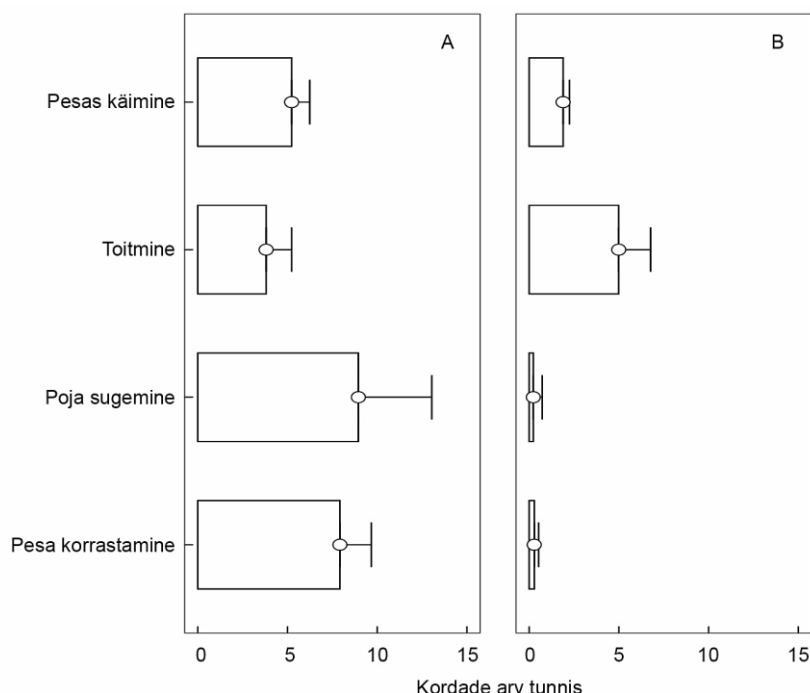 A
B
Pesas käimine
Toitmine
Poja sugemine
Pesa korrastamine
0 5 10 15
0 5 10 15
Kordade arv tunnis